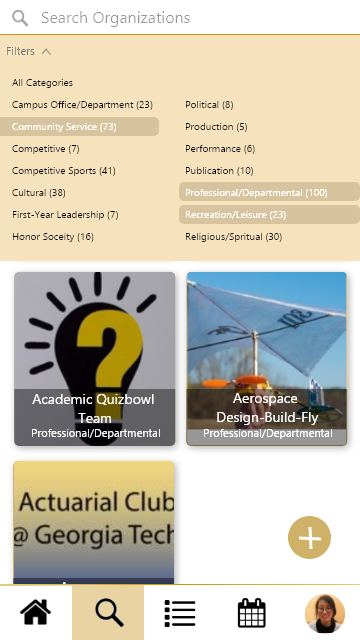 Search Organizations
Filters
All Categories
Campus Office/Department (23)
Community Service (73)
Competitive (7)
Competitive Sports (41)
Cultural (38)
First-Year Leadership (7)
Honor Soceity (16)
Political (8)
Production (5)
Performance (6)
Publication (10)
Professional/Departmental (100)
Recreation/Leisure (23)
Religious/Spritual (30)
Academic Quizbowl
Team
Professional/Departmental
Aerospace
Design-Build-Fly
Professional/Departmental
Actuarial Club
@ Georgia Tech